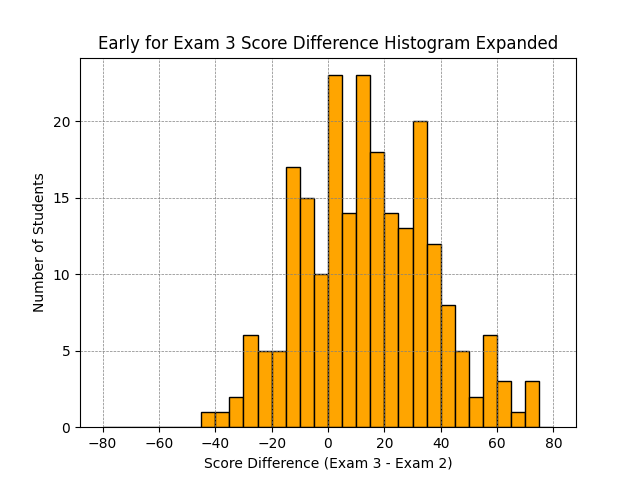 Early for Exam 3 Score Difference Histogram Expanded
20
15
10
5
0
Number of Students
−80 −60 −40 −20 0 20 40 60 80
Score Difference (Exam 3 - Exam 2)